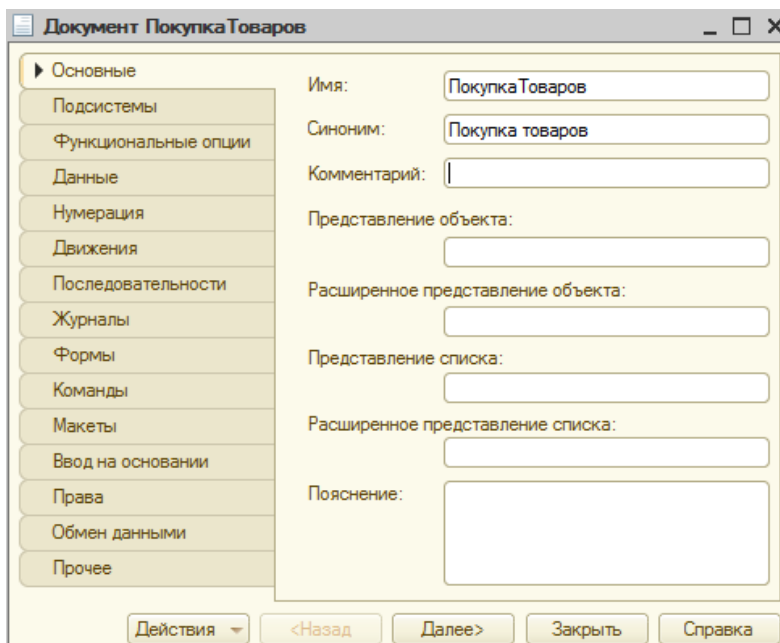 Документ ПокупкаТоваров
Основные
Подсистемы
Функциональные опции
Данные
Нумерация
Движения
Последовательности
Журналы
Формы
Команды
Макеты
Ввод на основании
Права
Обмен данными
Прочее
Имя: ПокупкаТоваров
Синоним: Покупка товаров
Комментарий:
Представление объекта:
Расширенное представление объекта:
Представление списка:
Расширенное представление списка:
Пояснение:
Действия <Назад Далее> Закрыть Справка